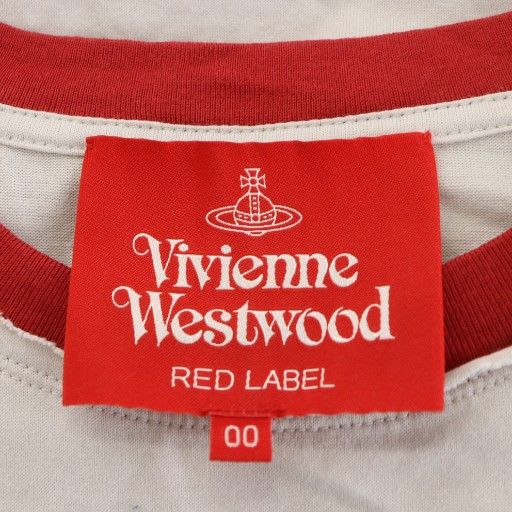 Vivienne
Westwood
RED LABEL
00